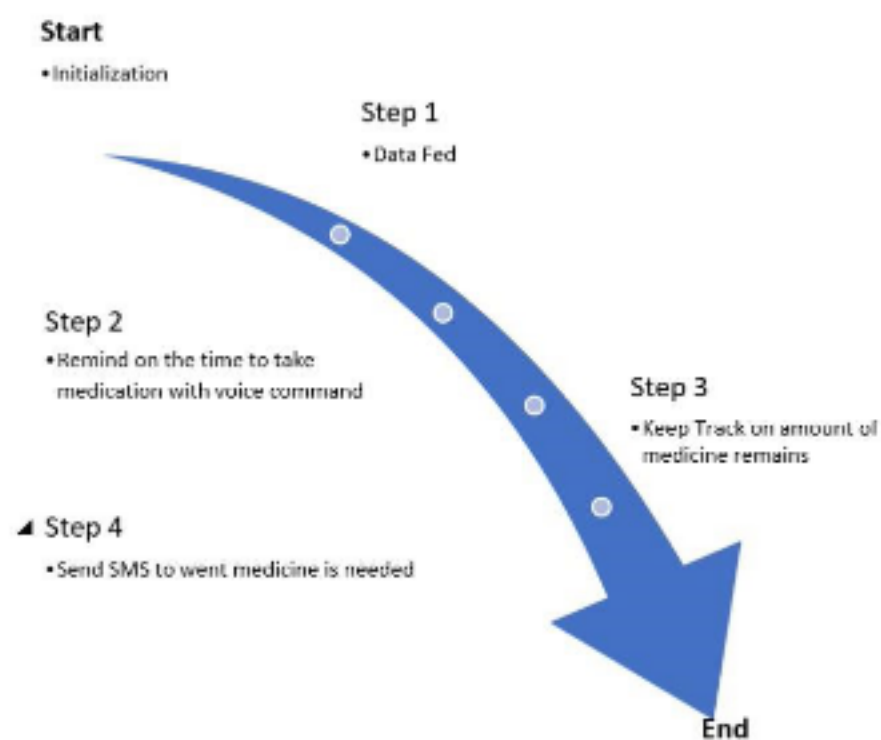 Start
•Initialization
Step 1
•Data Fed
Step 2
•Remind on the time to take
medication with voice command
Step 3
•Keep Track on amount of
medicine remains
Step 4
•Send SMS to went medicine is needed
End